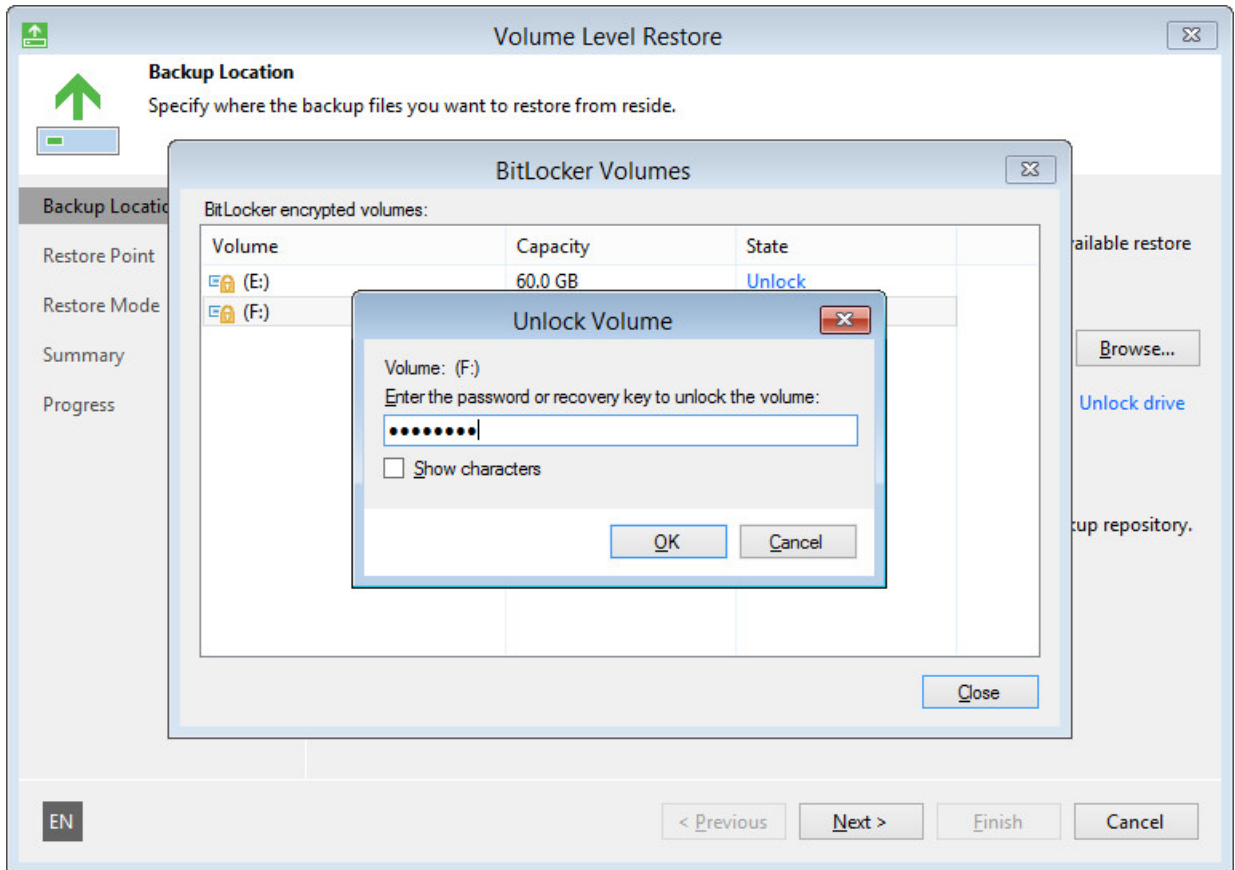 Volume Level Restore
Backup Location
Specify where the backup files you want to restore from reside.
BitLocker Volumes
Backup Locatio
Restore Point
Restore Mode
Summary
Progress
BitLocker encrypted volumes:
Volume Capacity State
(E:) 60.0 GB Unlock
(F:)
Unlock Volume
Volume: (F:)
Enter the password or recovery key to unlock the volume:
••••••••
Show characters
OK Cancel
Close
ailable restore
Browse...
Unlock drive
kup repository.
EN
< Previous Next > Finish Cancel